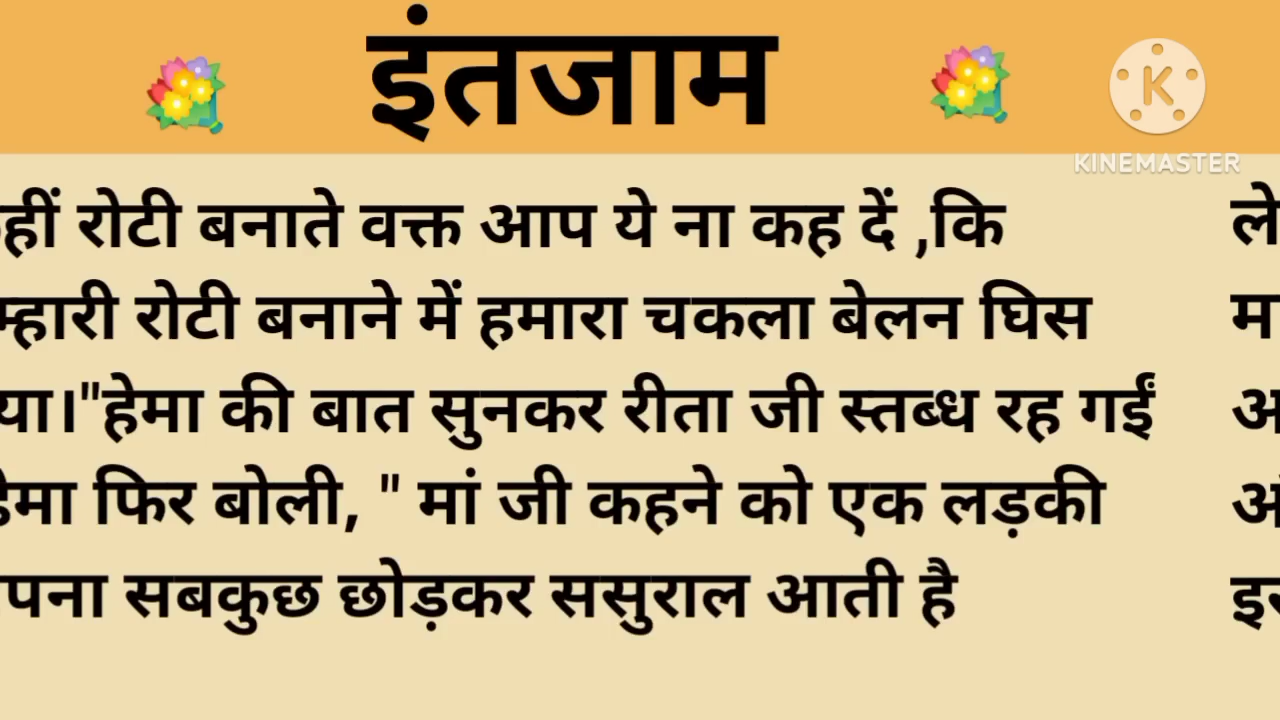 इंतजाम
KINEMASTER
रोटी बनाते वक्त आप ये ना कह दें ,कि
रोटी बनाने में हमारा चकला बेलन घिस
हेमा की बात सुनकर रीता जी स्तब्ध रह गईं
फिर बोली, " मां जी कहने को एक लड़की
सबकुछ छोड़कर ससुराल आती है